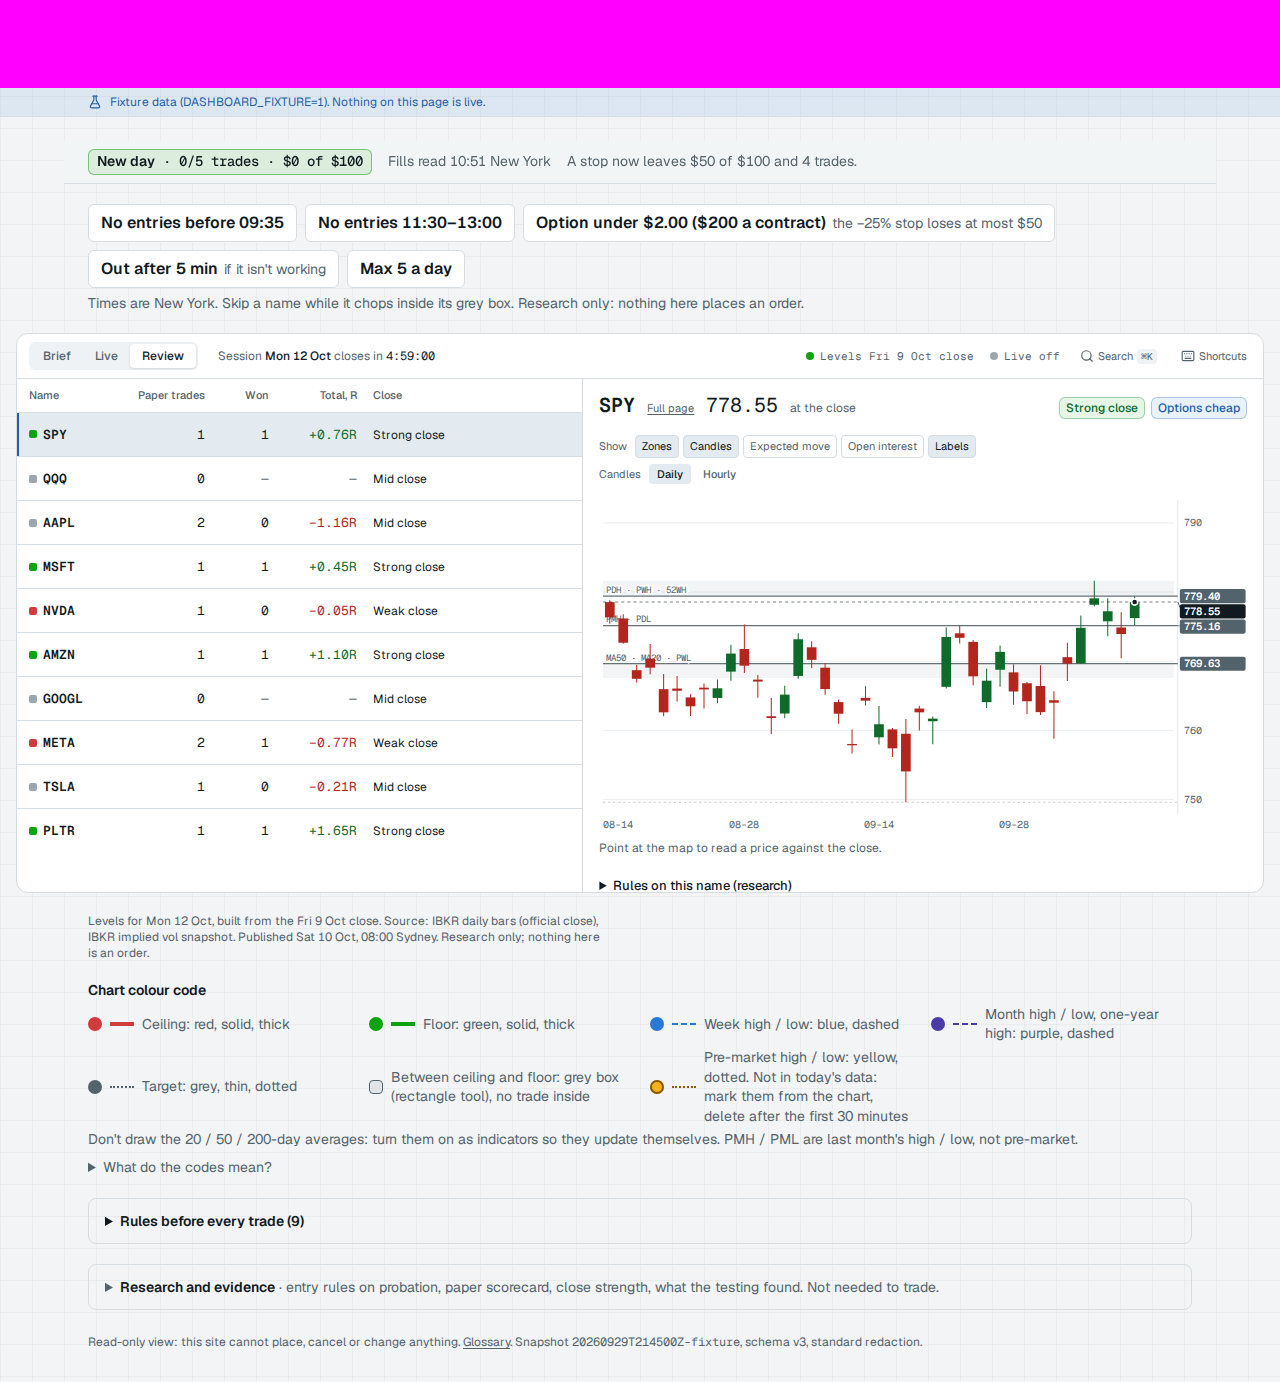 Fixture data (DASHBOARD_FIXTURE=1). Nothing on this page is live.
New day · 0/5 trades · $0 of $100 Fills read 10:51 New York A stop now leaves $50 of $100 and 4 trades.
No entries before 09:35 No entries 11:30–13:00 Option under $2.00 ($200 a contract) the −25% stop loses at most $50
Out after 5 min if it isn't working Max 5 a day
Times are New York. Skip a name while it chops inside its grey box. Research only: nothing here places an order.
Brief Live Review Session Mon 12 Oct closes in 4:59:00 Levels Fri 9 Oct close Live off Search ⌘K Shortcuts
Name Paper trades Won Total, R Close
SPY 1 1 +0.76R Strong close
QQQ 0 — — Mid close
AAPL 2 0 −1.16R Mid close
MSFT 1 1 +0.45R Strong close
NVDA 1 0 −0.05R Weak close
AMZN 1 1 +1.10R Strong close
GOOGL 0 — — Mid close
META 2 1 −0.77R Weak close
TSLA 1 0 −0.21R Mid close
PLTR 1 1 +1.65R Strong close
SPY Full page 778.55 at the close Strong close Options cheap
Show Zones Candles Expected move Open interest Labels
Candles Daily Hourly
790
PDH · PWH · 52WH
779.40
778.55
PDL
775.16
MA50 · MA20 · PWL
769.63
760
750
08-14 08-28 09-14 09-28
Point at the map to read a price against the close.
Rules on this name (research)
Levels for Mon 12 Oct, built from the Fri 9 Oct close. Source: IBKR daily bars (official close),
IBKR implied vol snapshot. Published Sat 10 Oct, 08:00 Sydney. Research only; nothing here
is an order.
Chart colour code
Ceiling: red, solid, thick
Floor: green, solid, thick
Week high / low: blue, dashed
Month high / low, one-year
high: purple, dashed
Target: grey, thin, dotted
Between ceiling and floor: grey box
(rectangle tool), no trade inside
Pre-market high / low: yellow,
dotted. Not in today's data:
mark them from the chart,
delete after the first 30 minutes
Don't draw the 20 / 50 / 200-day averages: turn them on as indicators so they update themselves. PMH / PML are last month's high / low, not pre-market.
What do the codes mean?
Rules before every trade (9)
Research and evidence · entry rules on probation, paper scorecard, close strength, what the testing found. Not needed to trade.
Read-only view: this site cannot place, cancel or change anything. Glossary. Snapshot 20260929T214500Z-fixture, schema v3, standard redaction.